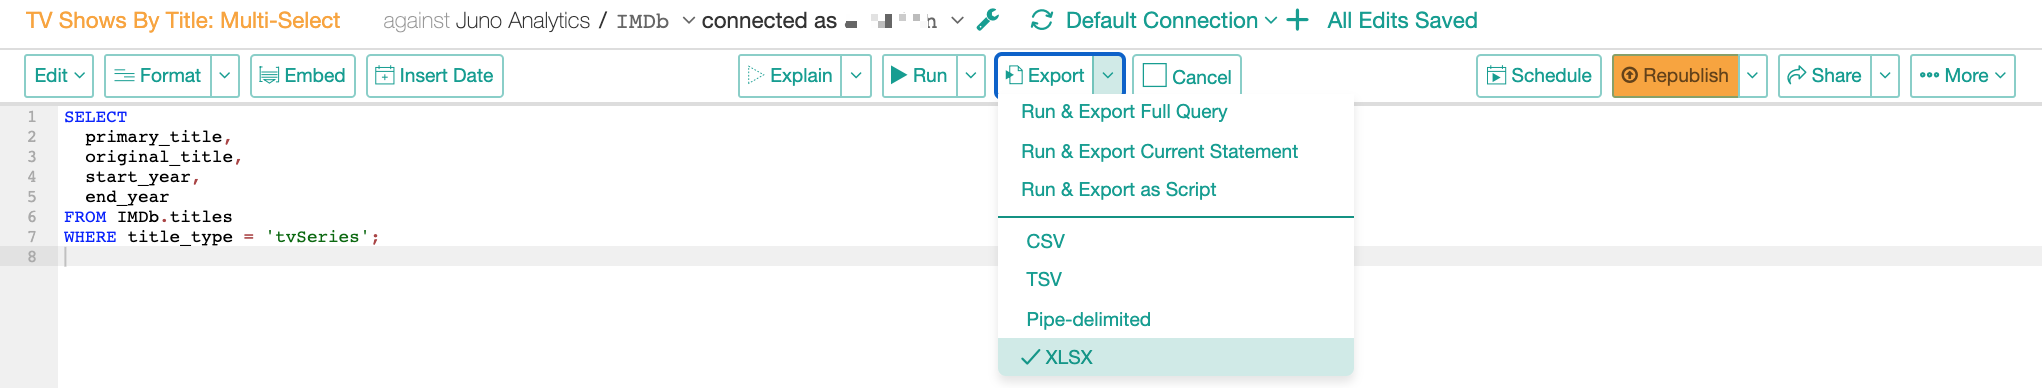 TV Shows By Title: Multi-Select against Juno Analytics / IMDb connected as Default Connection All Edits Saved
Edit Format Embed Insert Date Explain Run Export Cancel Schedule Republish Share More
Run & Export Full Query
Run & Export Current Statement
Run & Export as Script
CSV
TSV
Pipe-delimited
XLSX
1 SELECT
2 primary_title,
3 original_title,
4 start_year,
5 end_year
6 FROM IMDb.titles
7 WHERE title_type = 'tvSeries';
8